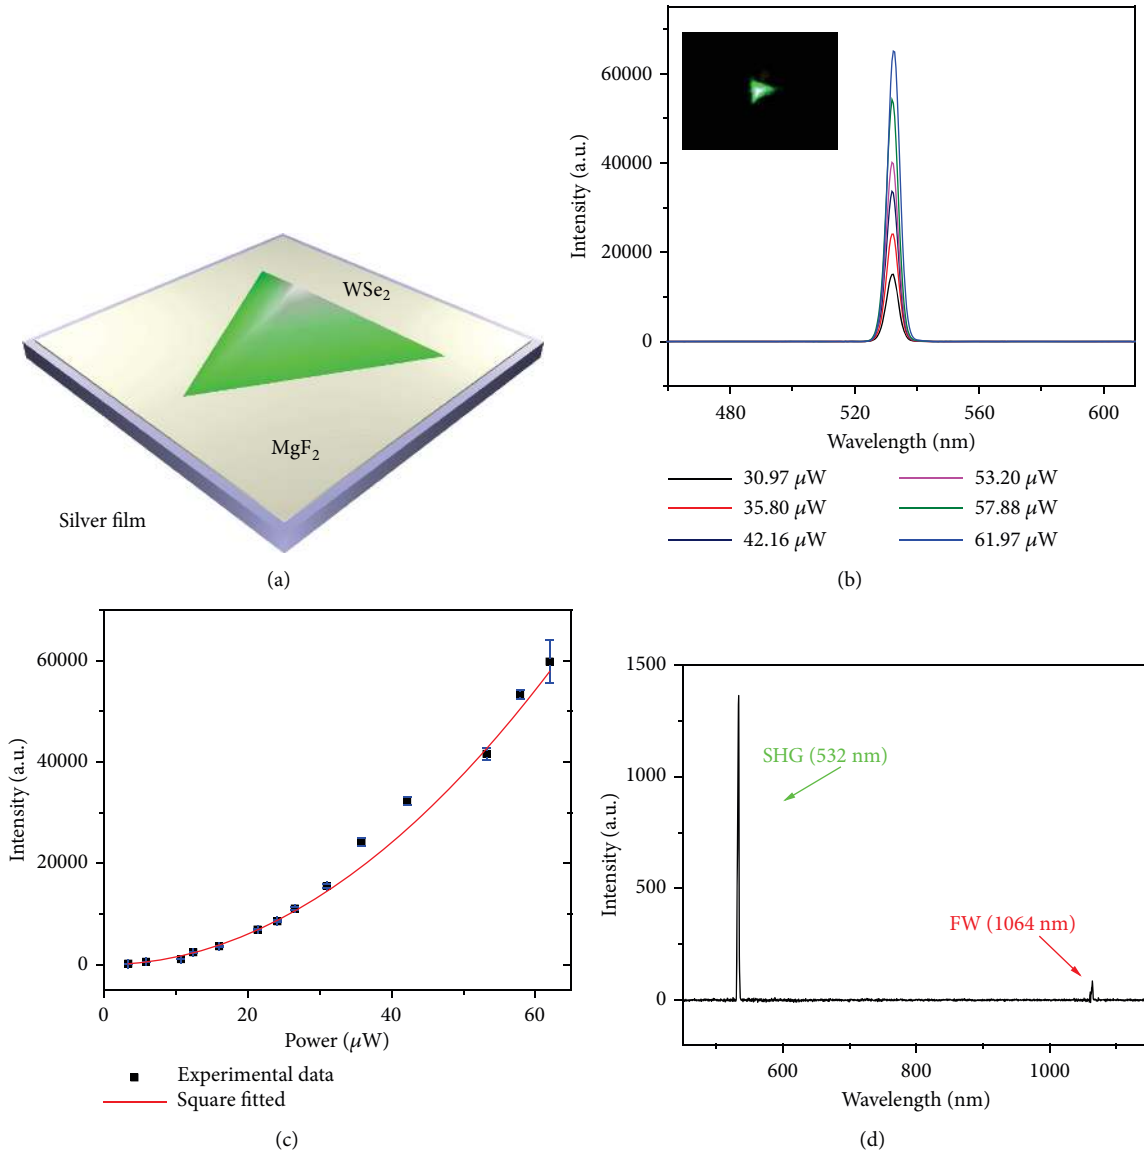 WSe₂
MgF₂
Silver film
(a)
Intensity (a.u.)
60000
40000
20000
0
480
520
560
600
Wavelength (nm)
30.97 μW
53.20 μW
35.80 μW
57.88 μW
42.16 μW
61.97 μW
(b)
Intensity (a.u.)
60000
40000
20000
0
0
20
40
60
Power (μW)
Experimental data
Square fitted
(c)
Intensity (a.u.)
1500
1000
500
0
SHG (532 nm)
FW (1064 nm)
600
800
1000
Wavelength (nm)
(d)